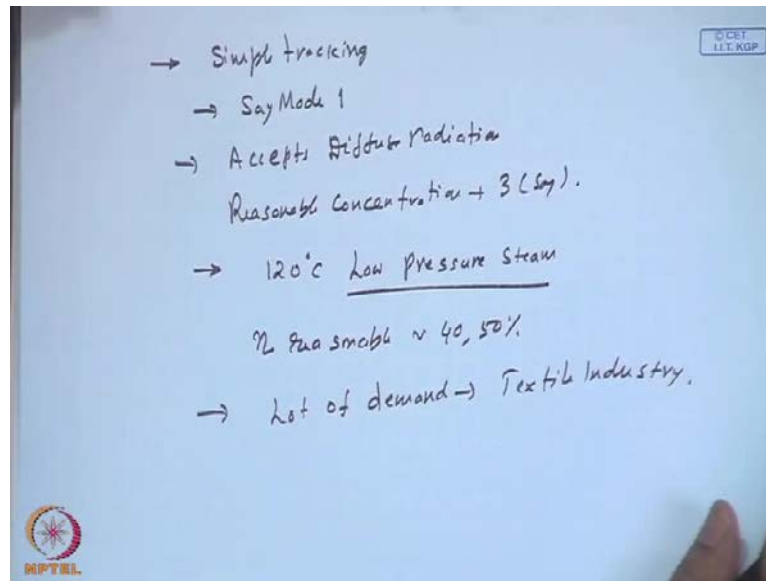 → Simple tracking
→ Say Mode 1
→ Accepts Diffuse radiation
Reasonable Concentration → 3 (say).
→ 120°C Low Pressure Steam
η reasonable ~ 40, 50%
→ Lot of demand → Textile Industry.
© CET
I.I.T. KGP
NPTEL